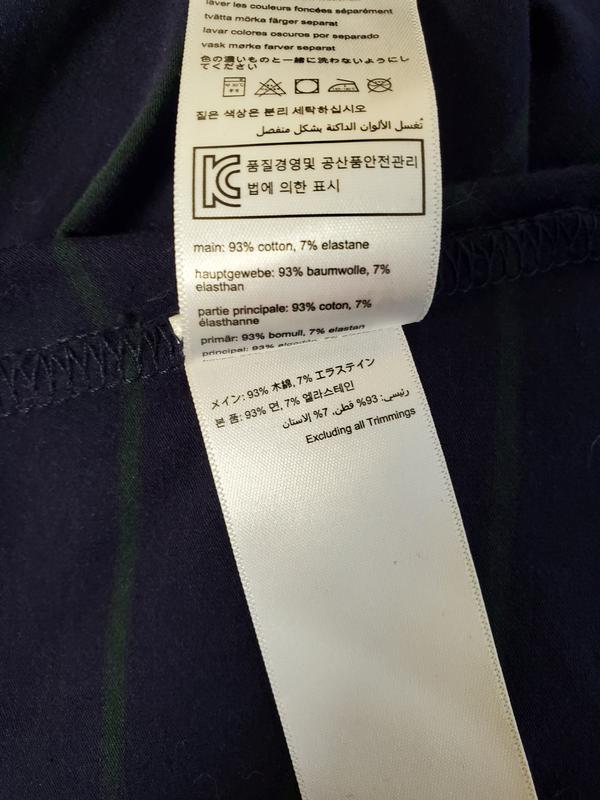 laver les couleurs foncées séparément
tvätta mörka färger separat
lavar colores oscuros por separado
vask mørke farver separat
色の濃いものと一緒に洗わないようにし
てください
짙은 색상은 분리 세탁하십시오
تُغسل الألوان الداكنة بشكل منفصل
품질경영및 공산품안전관리
법에 의한 표시
main: 93% cotton, 7% elastane
hauptgewebe: 93% baumwolle, 7%
elasthan
partie principale: 93% coton, 7%
élasthanne
primär: 93% bomull, 7% elastan
principal: 93% algodón, 7%
メイン: 93% 木綿, 7% エラステイン
본 품: 93% 면, 7% 엘라스테인
رئيسي: 93% قطن, 7% إلاستان
Excluding all Trimmings